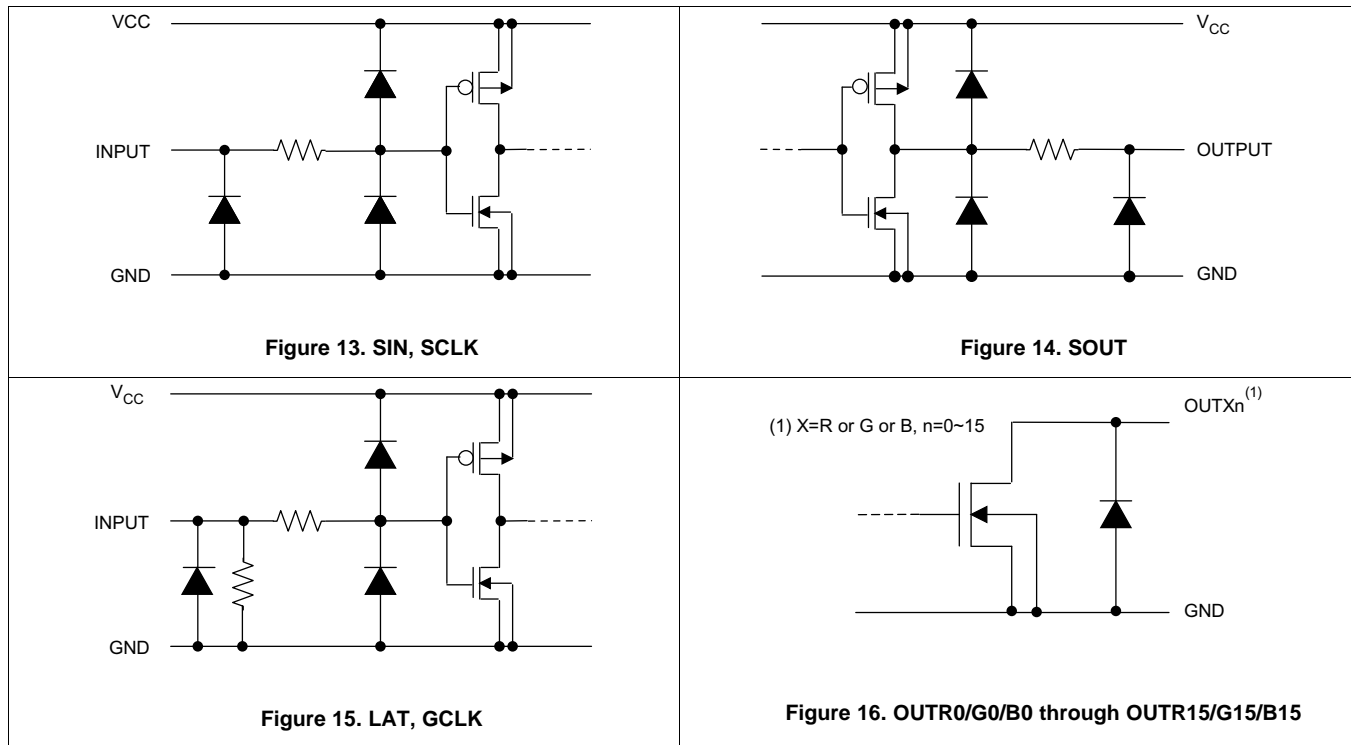 VCC
INPUT
GND
Figure 13. SIN, SCLK
VCC
OUTPUT
GND
Figure 14. SOUT
VCC
INPUT
GND
Figure 15. LAT, GCLK
OUTXn(1)
(1) X=R or G or B, n=0~15
GND
Figure 16. OUTR0/G0/B0 through OUTR15/G15/B15